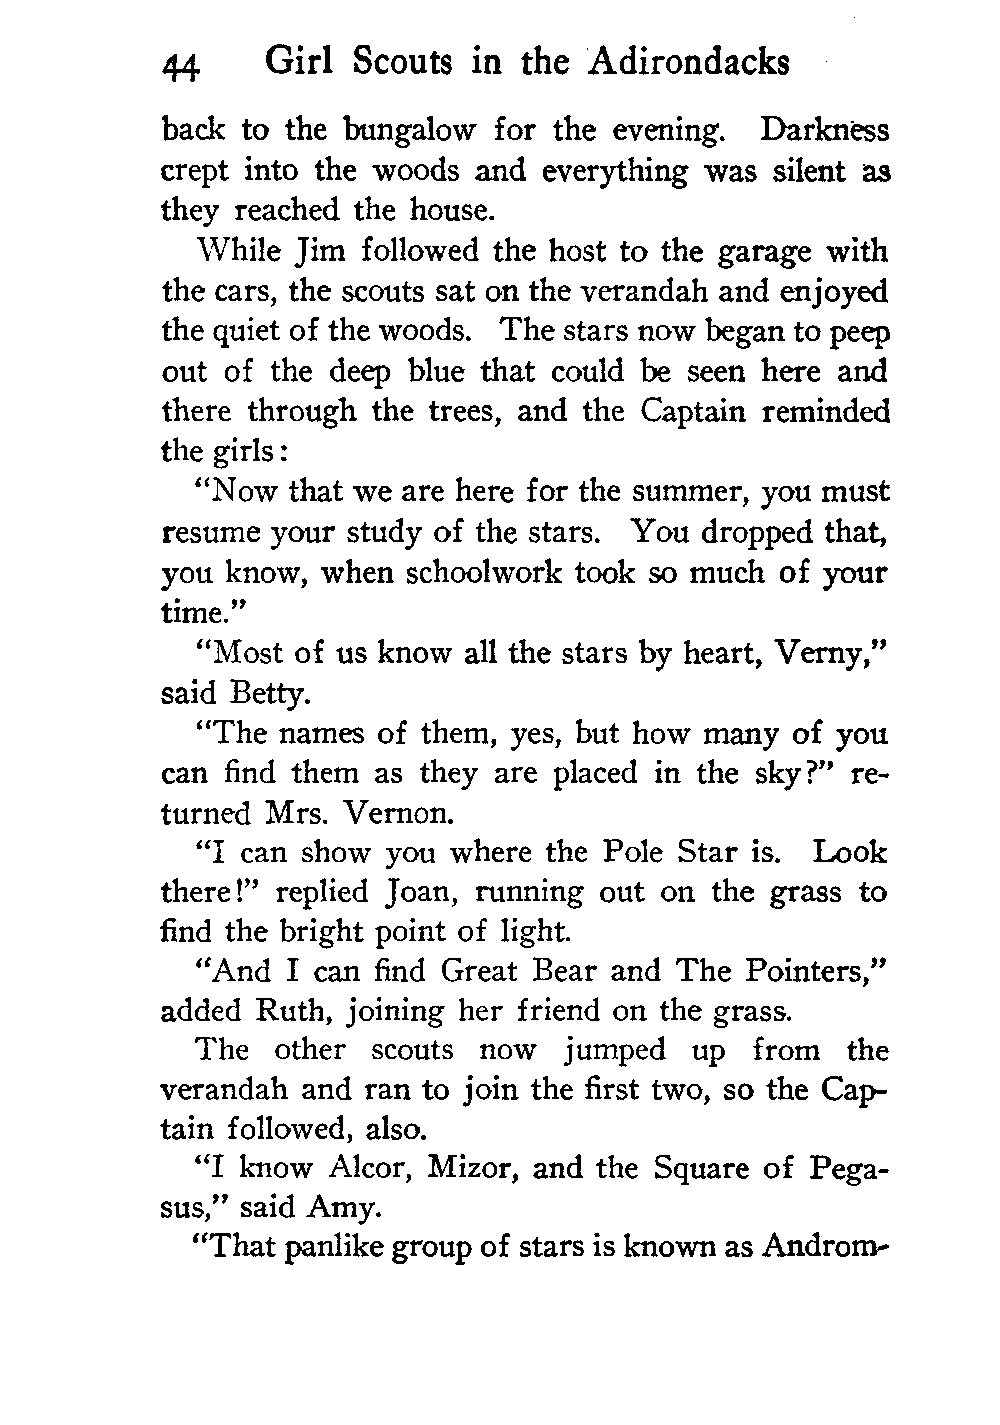 44 Girl Scouts in the Adirondacks
back to the bungalow for the evening. Darkness
crept into the woods and everything was silent as
they reached the house.
While Jim followed the host to the garage with
the cars, the scouts sat on the verandah and enjoyed
the quiet of the woods. The stars now began to peep
out of the deep blue that could be seen here and
there through the trees, and the Captain reminded
the girls:
"Now that we are here for the summer, you must
resume your study of the stars. You dropped that,
you know, when schoolwork took so much of your
time."
"Most of us know all the stars by heart, Verny,"
said Betty.
"The names of them, yes, but how many of you
can find them as they are placed in the sky?" re-
turned Mrs. Vernon.
"I can show you where the Pole Star is. Look
there!" replied Joan, running out on the grass to
find the bright point of light.
"And I can find Great Bear and The Pointers,"
added Ruth, joining her friend on the grass.
The other scouts now jumped up from the
verandah and ran to join the first two, so the Cap-
tain followed, also.
"I know Alcor, Mizor, and the Square of Pega-
sus," said Amy.
"That panlike group of stars is known as Androm-